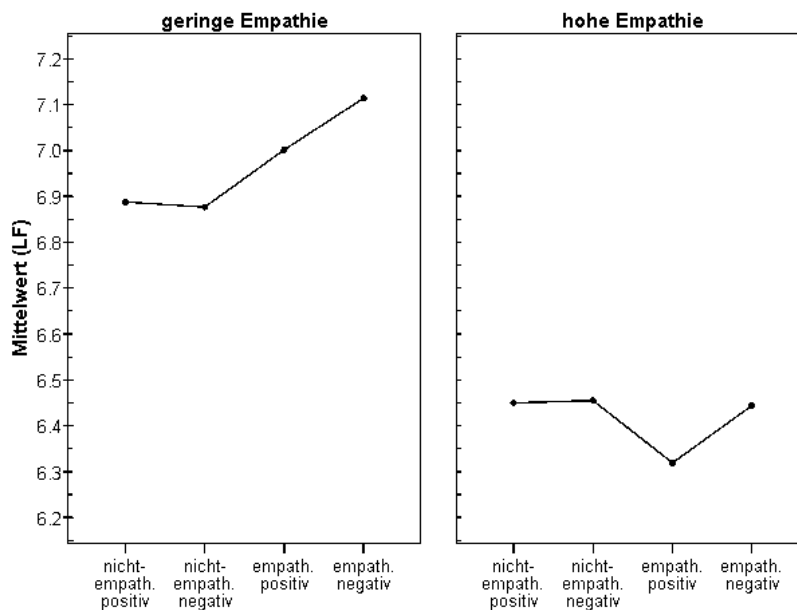 geringe Empathie
hohe Empathie
Mittelwert (LF)
7.2
7.1
7.0
6.9
6.8
6.7
6.6
6.5
6.4
6.3
6.2
nicht-
empath.
positiv
nicht-
empath.
negativ
empath.
positiv
empath.
negativ
nicht-
empath.
positiv
nicht-
empath.
negativ
empath.
positiv
empath.
negativ